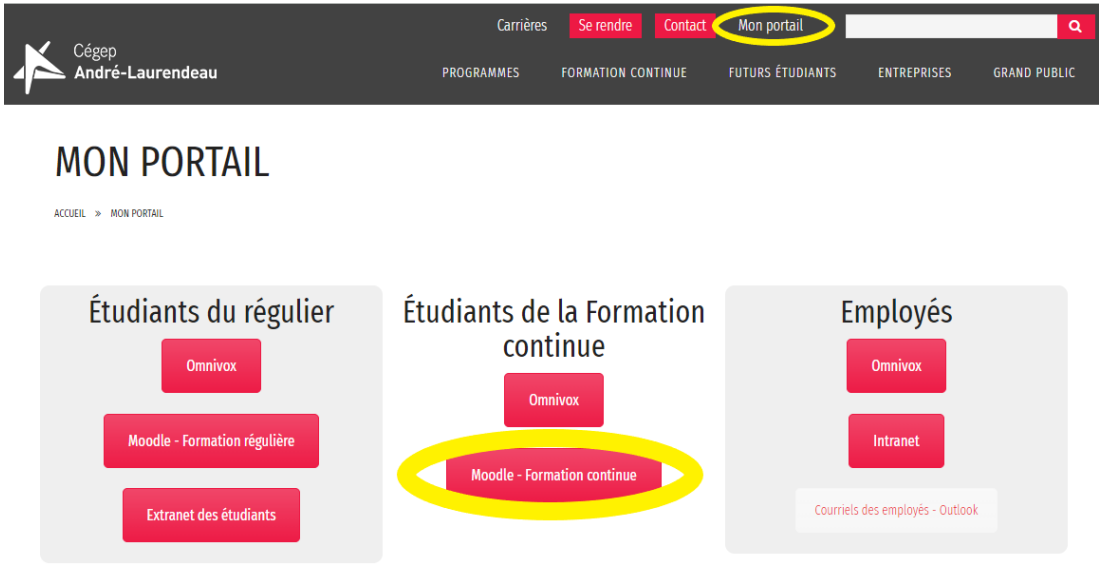 Carrières Se rendre Contact Mon portail
Cégep
André-Laurendeau
PROGRAMMES FORMATION CONTINUE FUTURS ÉTUDIANTS ENTREPRISES GRAND PUBLIC
MON PORTAIL
ACCUEIL » MON PORTAIL
Étudiants du régulier
Omnivox
Moodle - Formation régulière
Extranet des étudiants
Étudiants de la Formation
continue
Omnivox
Moodle - Formation continue
Employés
Omnivox
Intranet
Courriels des employés - Outlook